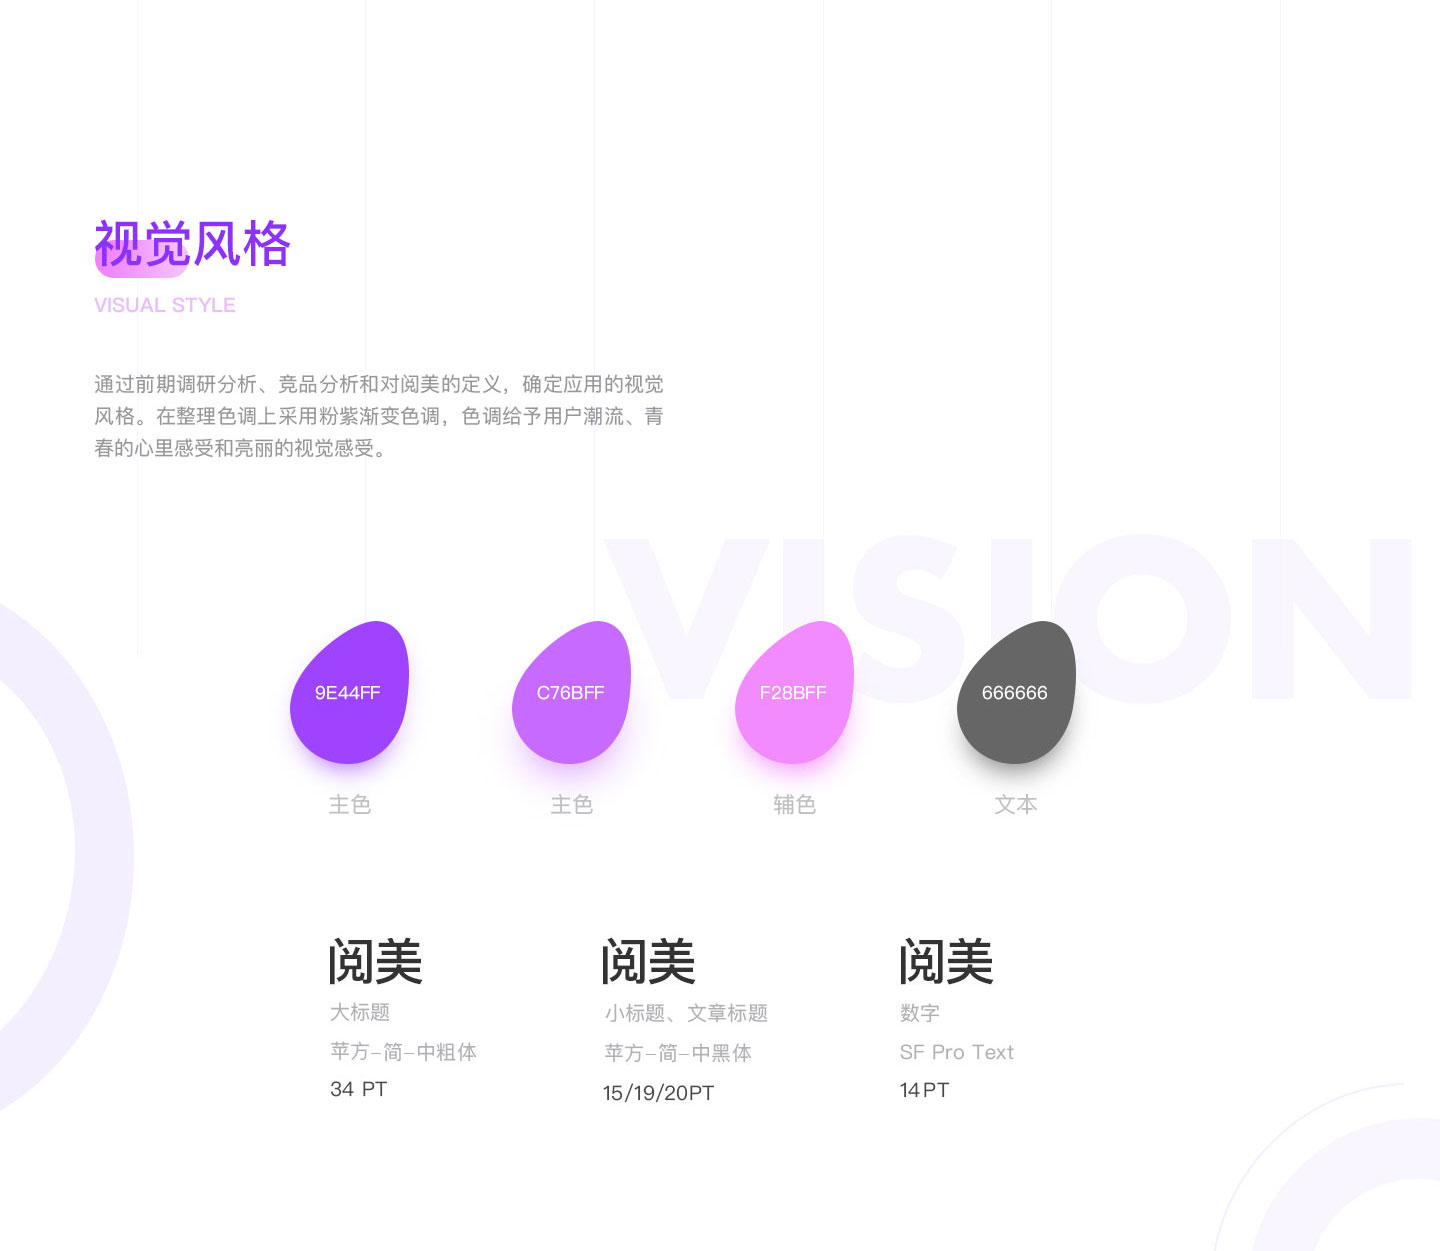 视觉风格
VISUAL STYLE
通过前期调研分析、竞品分析和对阅美的定义，确定应用的视觉
风格。在整理色调上采用粉紫渐变色调，色调给予用户潮流、青
春的心里感受和亮丽的视觉感受。
VISION
9E44FF
C76BFF
F28BFF
666666
主色
主色
辅色
文本
阅美
大标题
苹方-简-中粗体
34 PT
阅美
小标题、文章标题
苹方-简-中黑体
15/19/20PT
阅美
数字
SF Pro Text
14PT